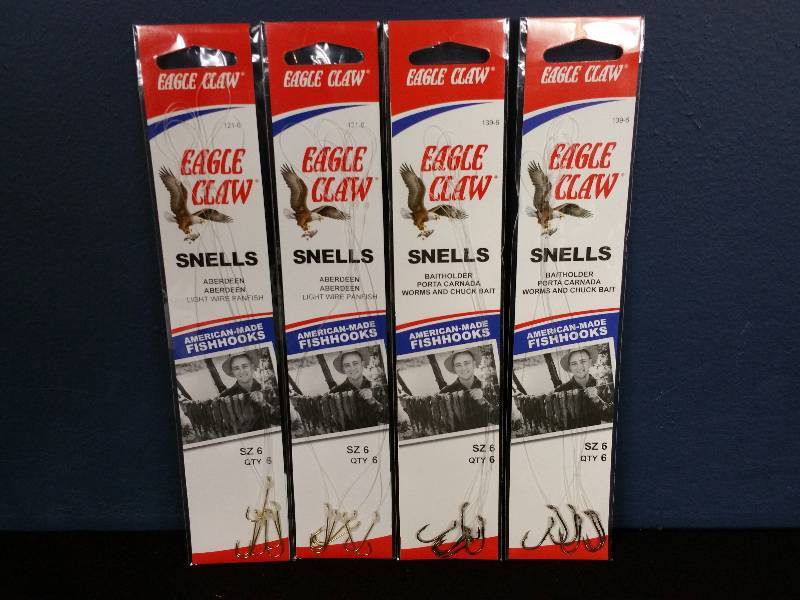 EAGLE CLAW®
121-6
EAGLE
CLAW®
SNELLS
ABERDEEN
ABERDEEN
LIGHT WIRE PANFISH
AMERICAN-MADE
FISHHOOKS
SZ 6
QTY 6
EAGLE CLAW®
121-6
EAGLE
CLAW®
SNELLS
ABERDEEN
ABERDEEN
LIGHT WIRE PANFISH
AMERICAN-MADE
FISHHOOKS
SZ 6
QTY 6
EAGLE CLAW®
139-6
EAGLE
CLAW®
SNELLS
BAITHOLDER
PORTA CARNADA
WORMS AND CHUCK BAIT
AMERICAN-MADE
FISHHOOKS
SZ 6
QTY 6
EAGLE CLAW®
139-6
EAGLE
CLAW®
SNELLS
BAITHOLDER
PORTA CARNADA
WORMS AND CHUCK BAIT
AMERICAN-MADE
FISHHOOKS
SZ 6
QTY 6